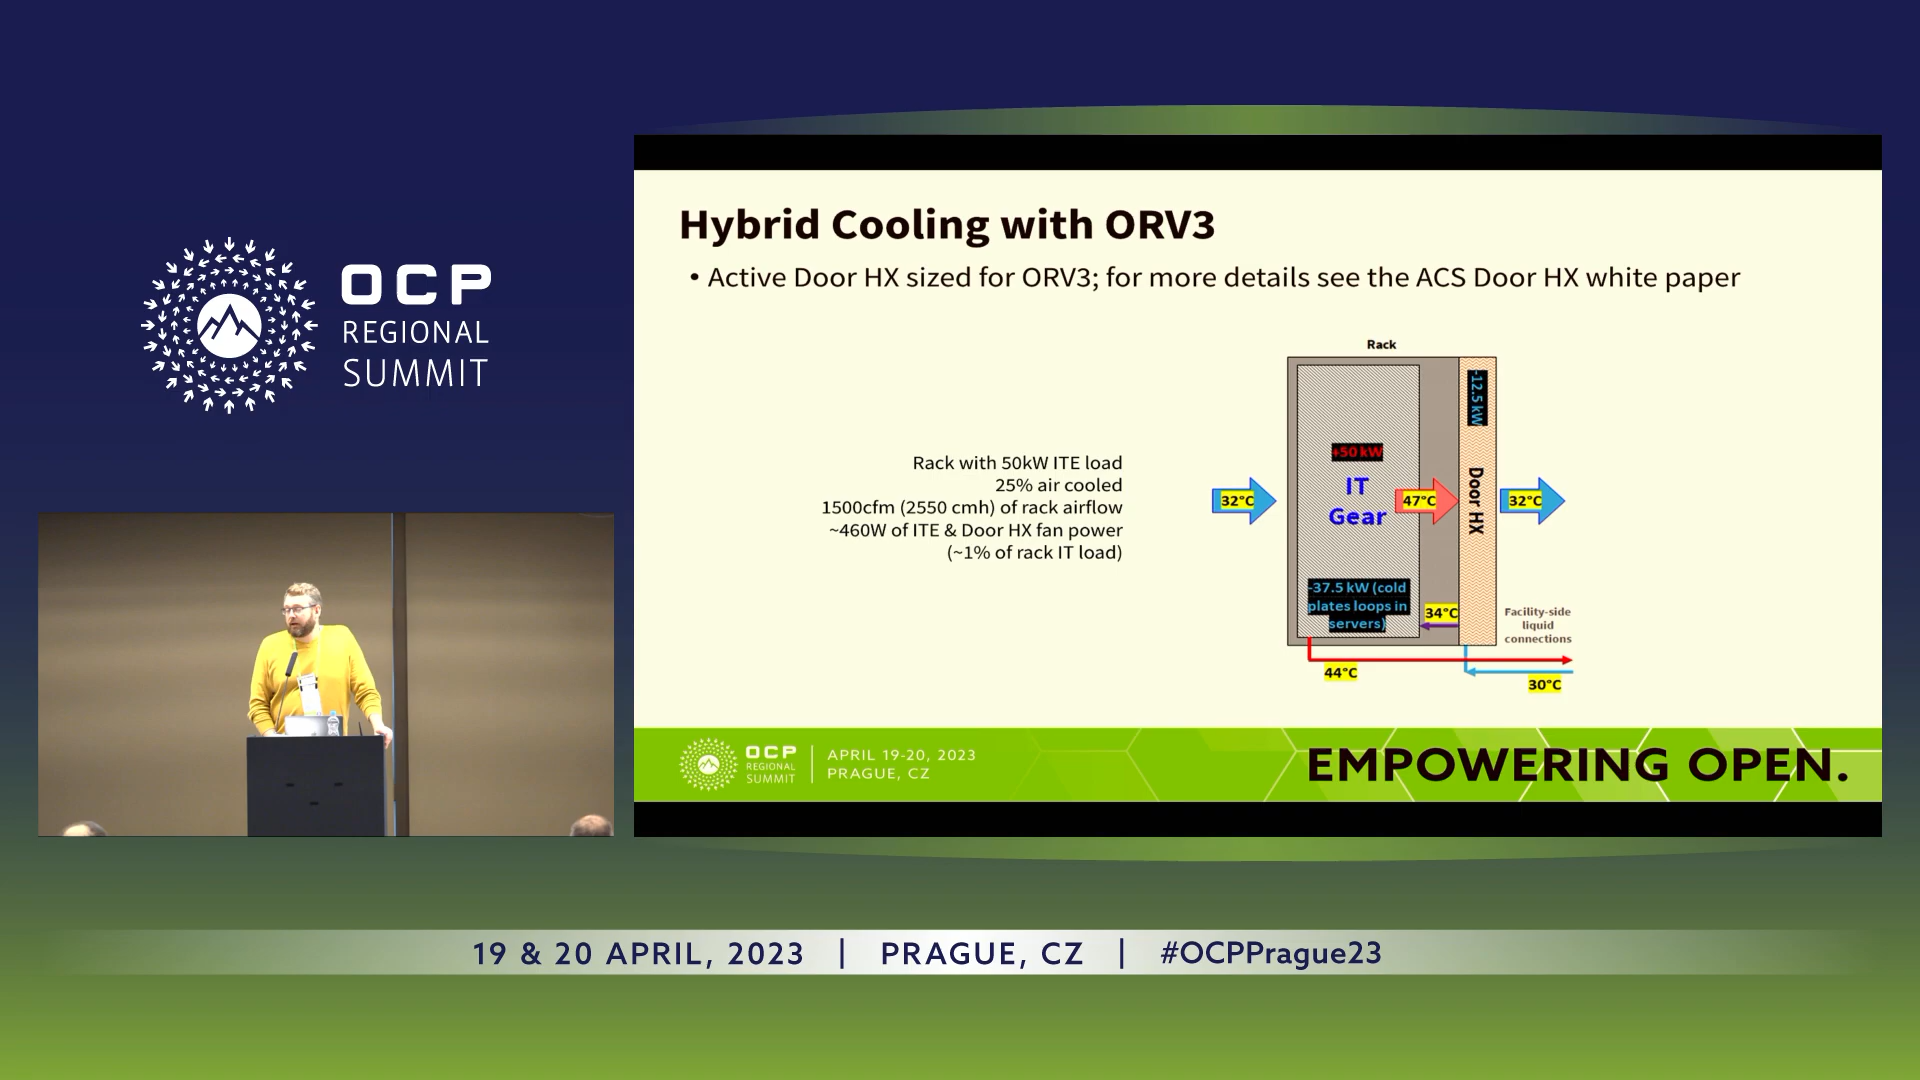 OCP
REGIONAL
SUMMIT
Hybrid Cooling with ORV3
• Active Door HX sized for ORV3; for more details see the ACS Door HX white paper
Rack with 50kW ITE load
25% air cooled
1500cfm (2550 cmh) of rack airflow
~460W of ITE & Door HX fan power
(~1% of rack IT load)
Rack
-12.5 kW
+50 kW
IT
Gear
32°C
47°C
Door HX
32°C
-37.5 kW (cold
plates loops in
servers)
34°C
Facility-side
liquid
connections
44°C
30°C
OCP
REGIONAL
SUMMIT
APRIL 19-20, 2023
PRAGUE, CZ
EMPOWERING OPEN.
19 & 20 APRIL, 2023 | PRAGUE, CZ | #OCPPrague23